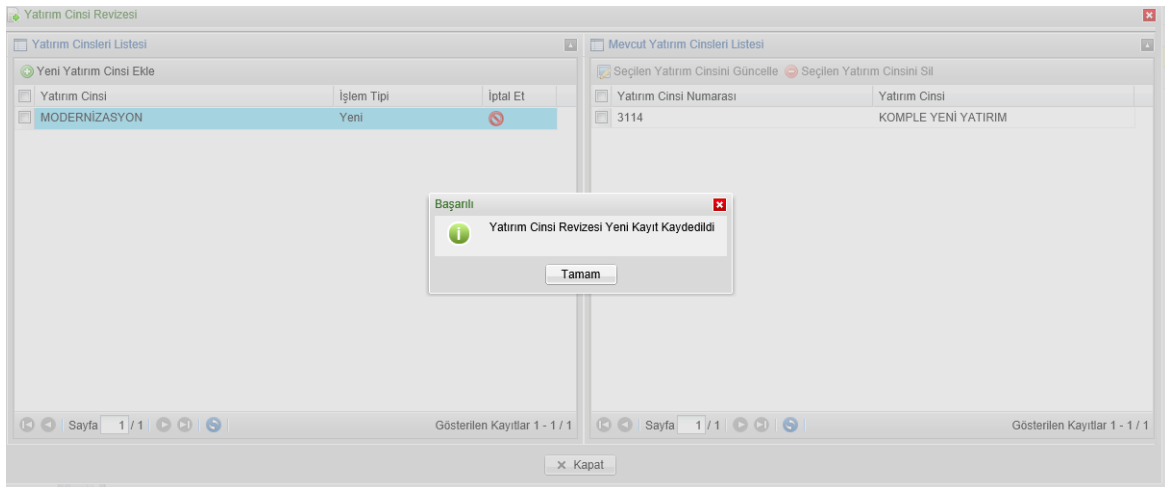 Yatırım Cinsi Revizesi
Yatırım Cinsleri Listesi
Yeni Yatırım Cinsi Ekle
Yatırım Cinsi İşlem Tipi İptal Et
MODERNİZASYON Yeni
Sayfa 1 / 1 Gösterilen Kayıtlar 1 - 1 / 1
Mevcut Yatırım Cinsleri Listesi
Seçilen Yatırım Cinsini Güncelle Seçilen Yatırım Cinsini Sil
Yatırım Cinsi Numarası Yatırım Cinsi
3114 KOMPLE YENİ YATIRIM
Sayfa 1 / 1 Gösterilen Kayıtlar 1 - 1 / 1
Başarılı
Yatırım Cinsi Revizesi Yeni Kayıt Kaydedildi
Tamam
Kapat